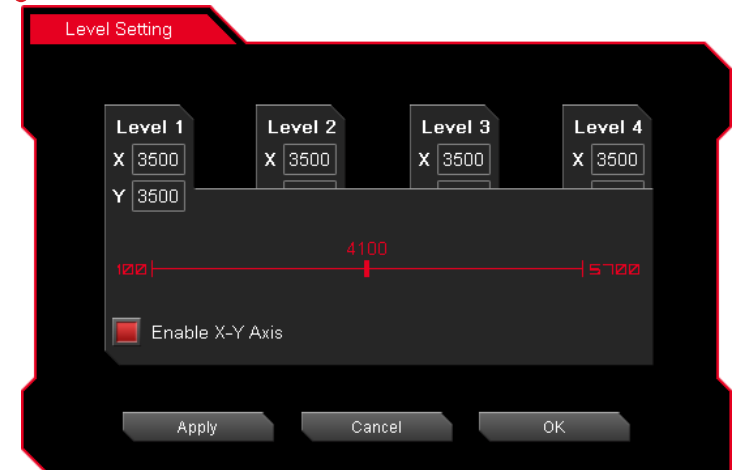 Level Setting
Level 1 Level 2 Level 3 Level 4
X 3500 X 3500 X 3500 X 3500
Y 3500
4100
100 5700
Enable X-Y Axis
Apply Cancel OK